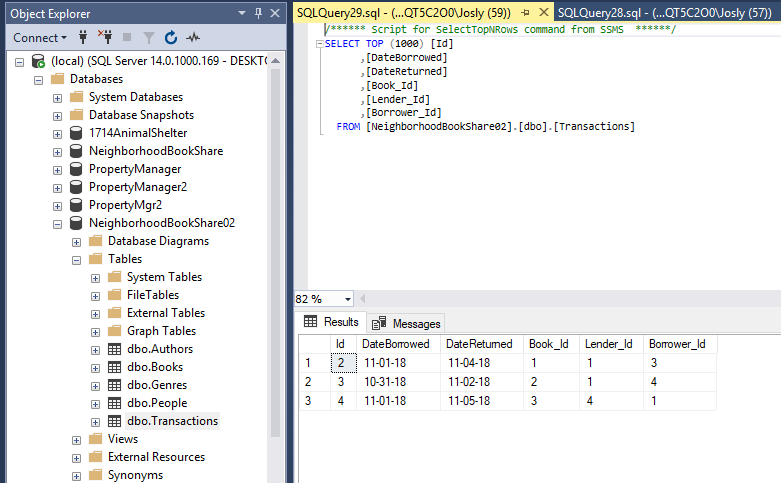 Object Explorer
Connect
(local) (SQL Server 14.0.1000.169 - DESKTC
Databases
System Databases
Database Snapshots
1714AnimalShelter
NeighborhoodBookShare
PropertyManager
PropertyManager2
PropertyMgr2
NeighborhoodBookShare02
Database Diagrams
Tables
System Tables
FileTables
External Tables
Graph Tables
dbo.Authors
dbo.Books
dbo.Genres
dbo.People
dbo.Transactions
Views
External Resources
Synonyms
SQLQuery29.sql - (...QT5C2O0\Josly (59)) SQLQuery28.sql - (...QT5C2O0\Josly (57))
/****** Script for SelectTopNRows command from SSMS ******/
SELECT TOP (1000) [Id]
,[DateBorrowed]
,[DateReturned]
,[Book_Id]
,[Lender_Id]
,[Borrower_Id]
FROM [NeighborhoodBookShare02].[dbo].[Transactions]
82 %
Results Messages
Id DateBorrowed DateReturned Book_Id Lender_Id Borrower_Id
1 2 11-01-18 11-04-18 1 1 3
2 3 10-31-18 11-02-18 2 1 4
3 4 11-01-18 11-05-18 3 4 1